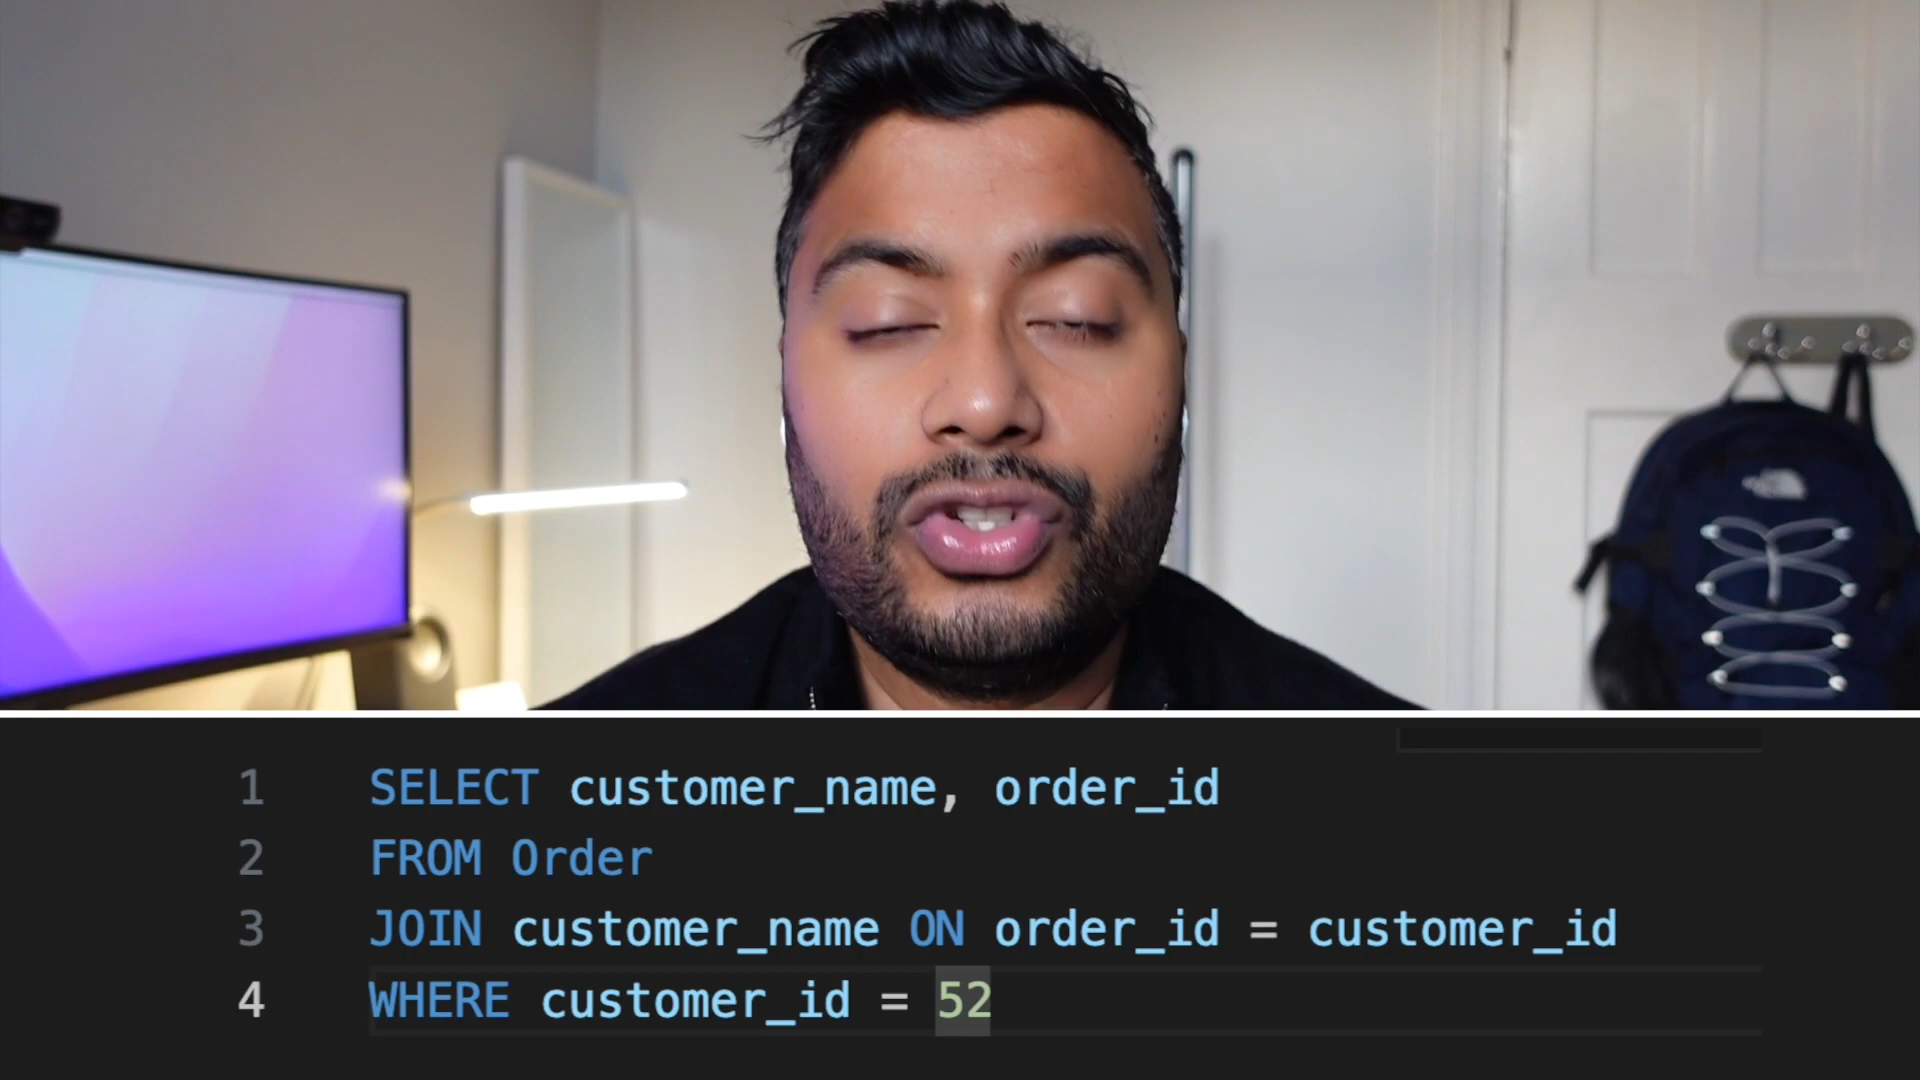 1 SELECT customer_name, order_id
2 FROM Order
3 JOIN customer_name ON order_id = customer_id
4 WHERE customer_id = 52